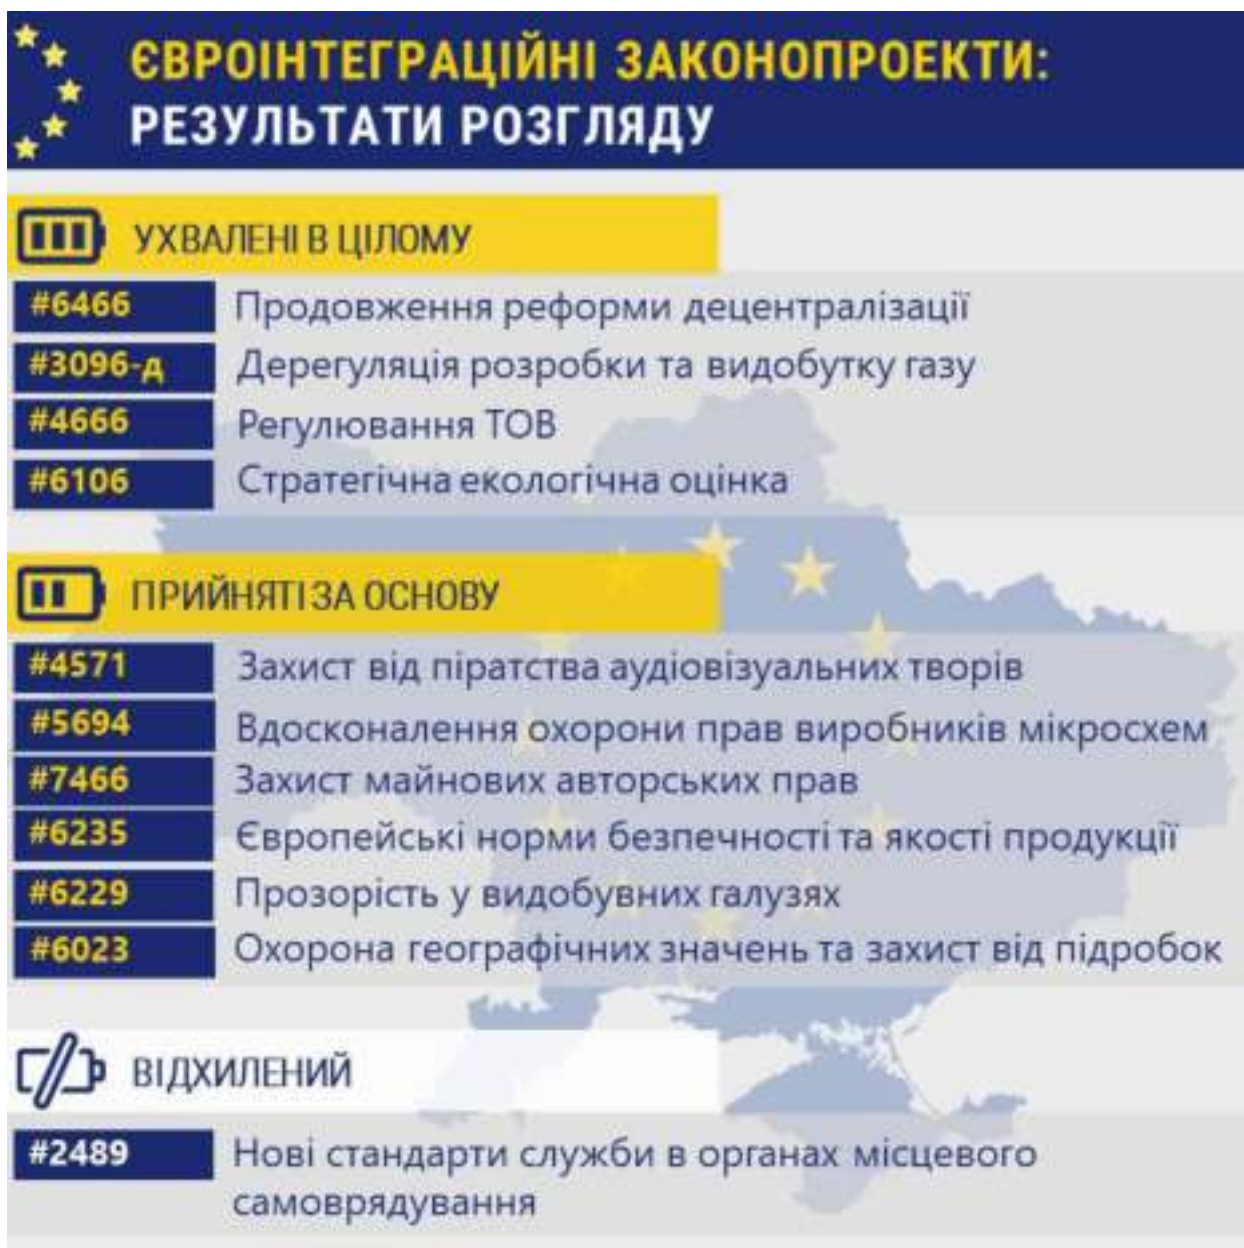 ЄВРОІНТЕГРАЦІЙНІ ЗАКОНОПРОЕКТИ:
РЕЗУЛЬТАТИ РОЗГЛЯДУ
УХВАЛЕНІ В ЦІЛОМУ
#6466 Продовження реформи децентралізації
#3096-д Дерегуляція розробки та видобутку газу
#4666 Регулювання ТОВ
#6106 Стратегічна екологічна оцінка
ПРИЙНЯТІ ЗА ОСНОВУ
#4571 Захист від піратства аудіовізуальних творів
#5694 Вдосконалення охорони прав виробників мікросхем
#7466 Захист майнових авторських прав
#6235 Європейські норми безпечності та якості продукції
#6229 Прозорість у видобувних галузях
#6023 Охорона географічних значень та захист від підробок
ВІДХИЛЕНИЙ
#2489 Нові стандарти служби в органах місцевого
самоврядування